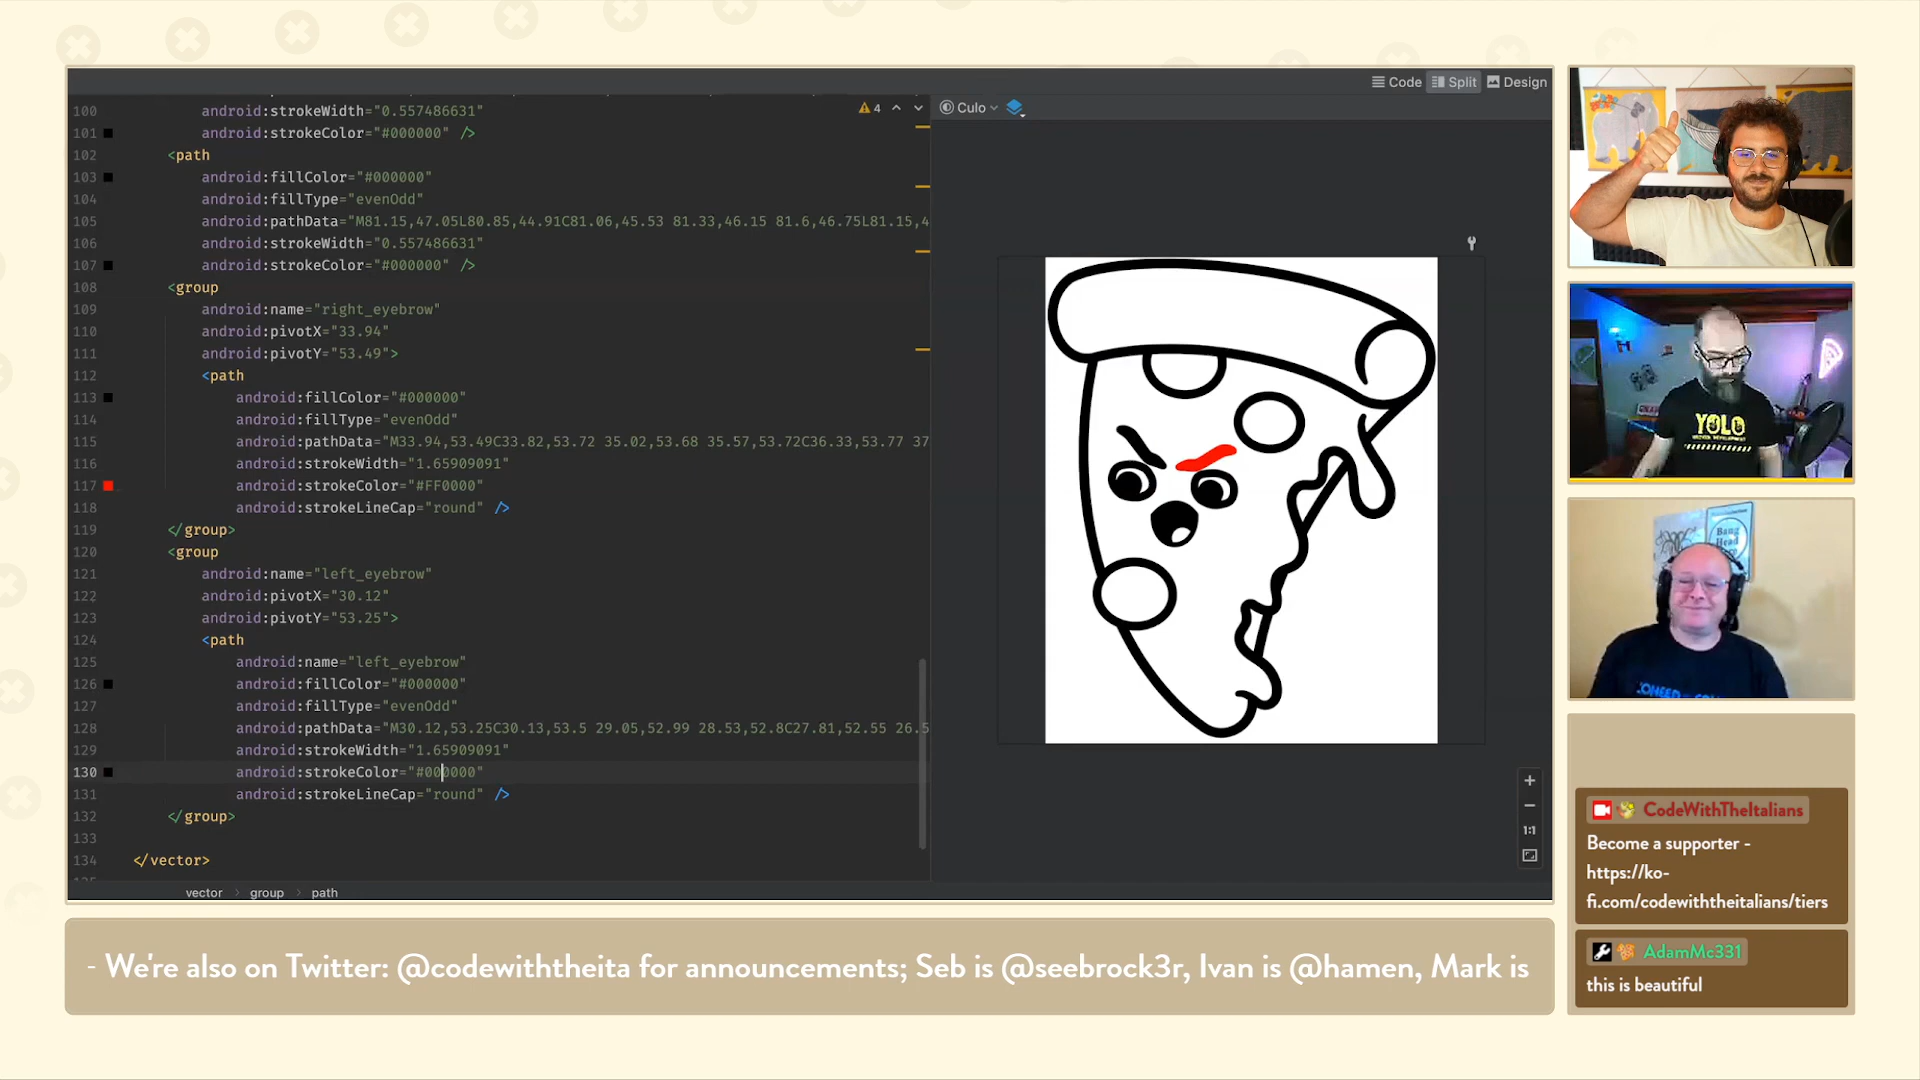 Code Split Design
100 android:strokeWidth="0.557486631"
4
Culo
101 android:strokeColor="#000000" />
102 <path
103 android:fillColor="#000000"
104 android:fillType="evenOdd"
105 android:pathData="M81.15,47.05L80.85,44.91C81.06,45.53 81.33,46.15 81.6,46.75L81.15,4
106 android:strokeWidth="0.557486631"
107 android:strokeColor="#000000" />
108 <group
109 android:name="right_eyebrow"
110 android:pivotX="33.94"
111 android:pivotY="53.49">
112 <path
113 android:fillColor="#000000"
114 android:fillType="evenOdd"
115 android:pathData="M33.94,53.49C33.82,53.72 35.02,53.68 35.57,53.72C36.33,53.77 37
116 android:strokeWidth="1.65909091"
117 android:strokeColor="#FF0000"
118 android:strokeLineCap="round" />
119 </group>
120 <group
121 android:name="left_eyebrow"
122 android:pivotX="30.12"
123 android:pivotY="53.25">
124 <path
125 android:name="left_eyebrow"
126 android:fillColor="#000000"
127 android:fillType="evenOdd"
128 android:pathData="M30.12,53.25C30.13,53.5 29.05,52.99 28.53,52.8C27.81,52.55 26.5
129 android:strokeWidth="1.65909091"
130 android:strokeColor="#000000"
131 android:strokeLineCap="round" />
132 </group>
133
134 </vector>
1:1
vector > group > path
YOLO
Bang
Head
CodeWithTheItalians
Become a supporter -
https://ko-
fi.com/codewiththeitalians/tiers
AdamMc331
this is beautiful
- We're also on Twitter: @codewiththeita for announcements; Seb is @seebrock3r, Ivan is @hamen, Mark is